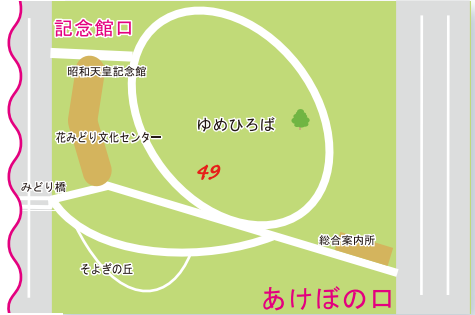 記念館口
昭和天皇記念館
ゆめひろば
花みどり文化センター
49
みどり橋
総合案内所
そよぎの丘
あけぼの口